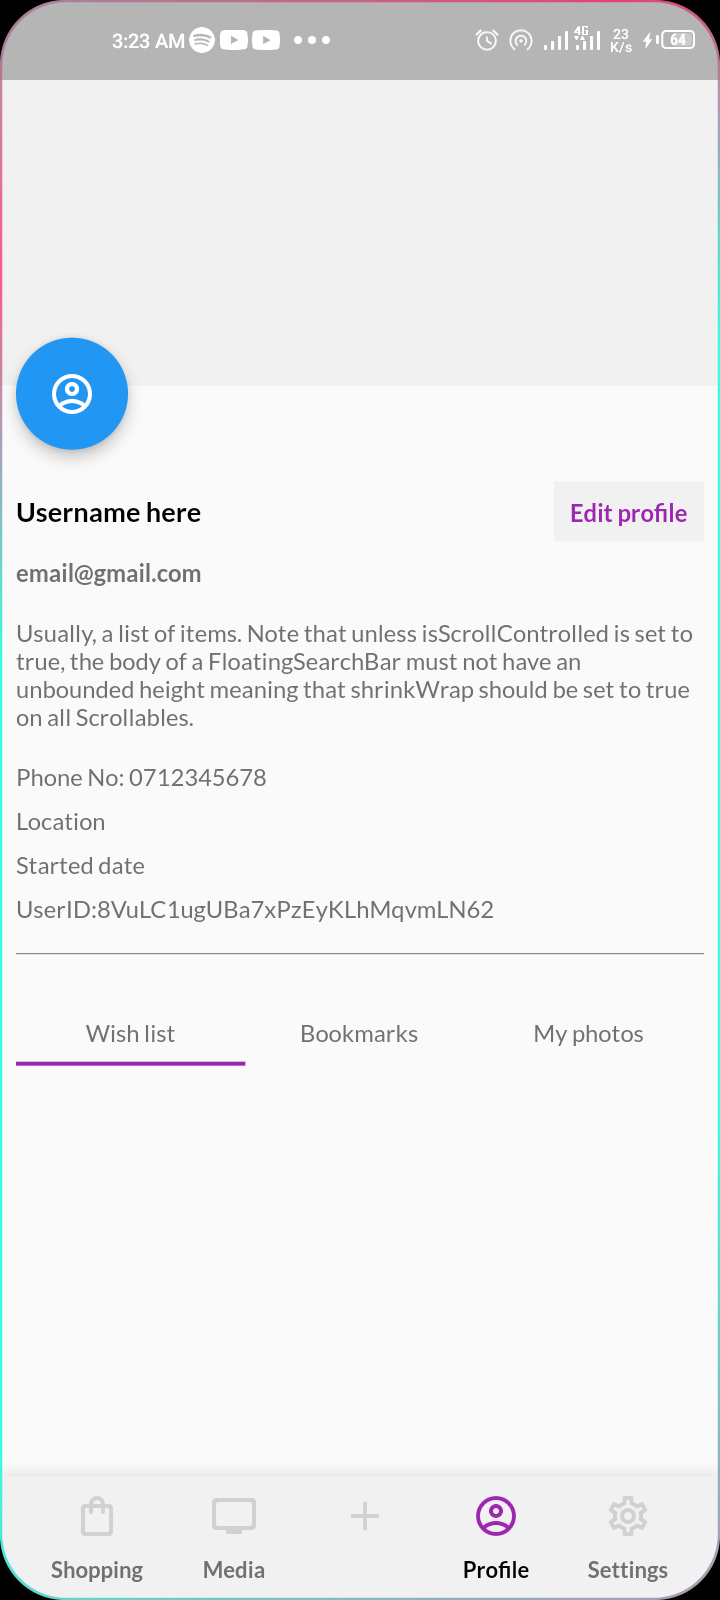 3:23 AM
4G
23
K/s
64
Username here
Edit profile
email@gmail.com
Usually, a list of items. Note that unless isScrollControlled is set to
true, the body of a FloatingSearchBar must not have an
unbounded height meaning that shrinkWrap should be set to true
on all Scrollables.
Phone No: 0712345678
Location
Started date
UserID:8VuLC1ugUBa7xPzEyKLhMqvmLN62
Wish list
Bookmarks
My photos
Shopping
Media
Profile
Settings